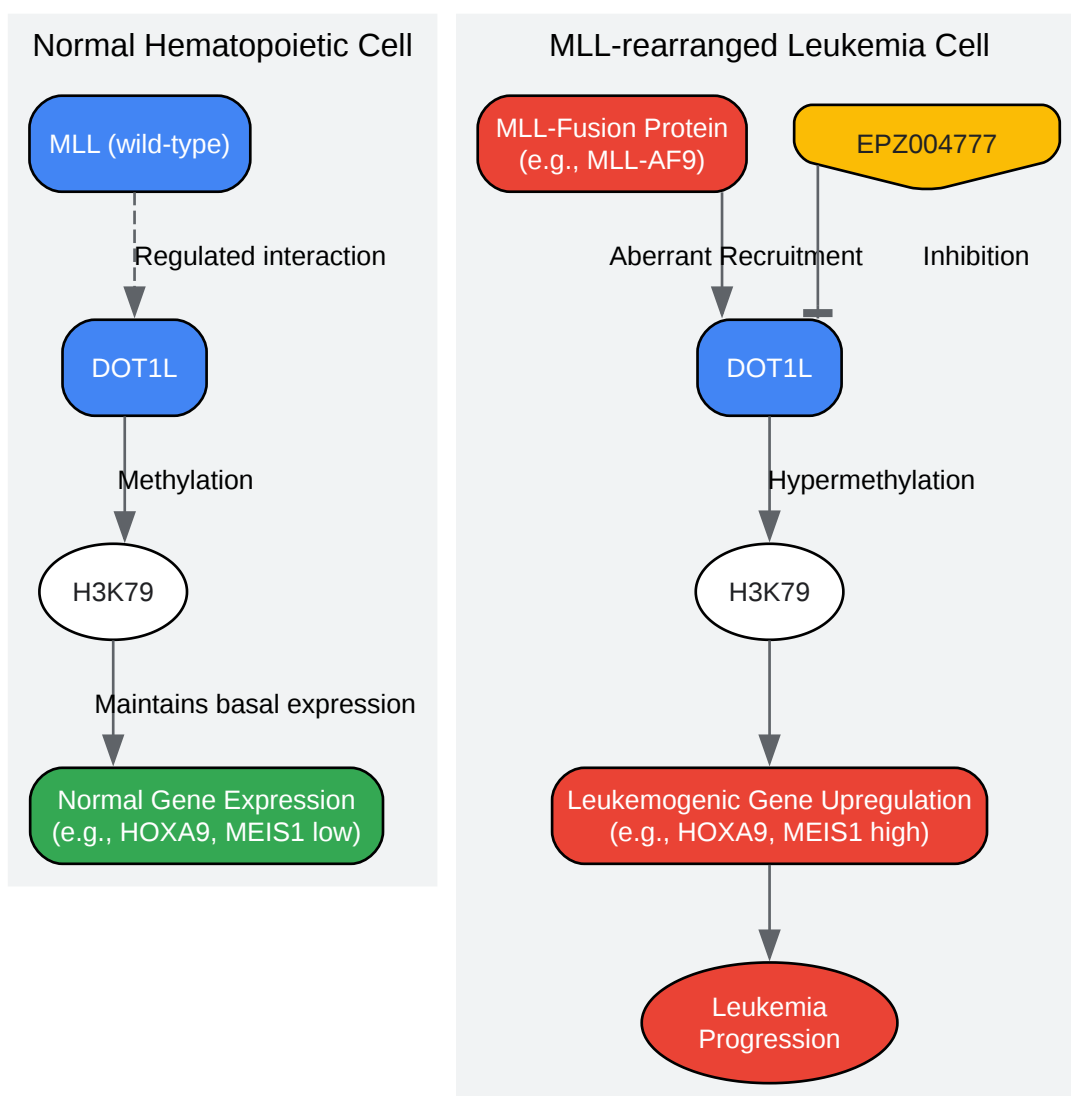 Normal Hematopoietic Cell
MLL (wild-type)
Regulated interaction
DOT1L
Methylation
H3K79
Maintains basal expression
Normal Gene Expression
(e.g., HOXA9, MEIS1 low)
MLL-rearranged Leukemia Cell
MLL-Fusion Protein
(e.g., MLL-AF9)
EPZ004777
Aberrant Recruitment
Inhibition
DOT1L
Hypermethylation
H3K79
Leukemogenic Gene Upregulation
(e.g., HOXA9, MEIS1 high)
Leukemia
Progression